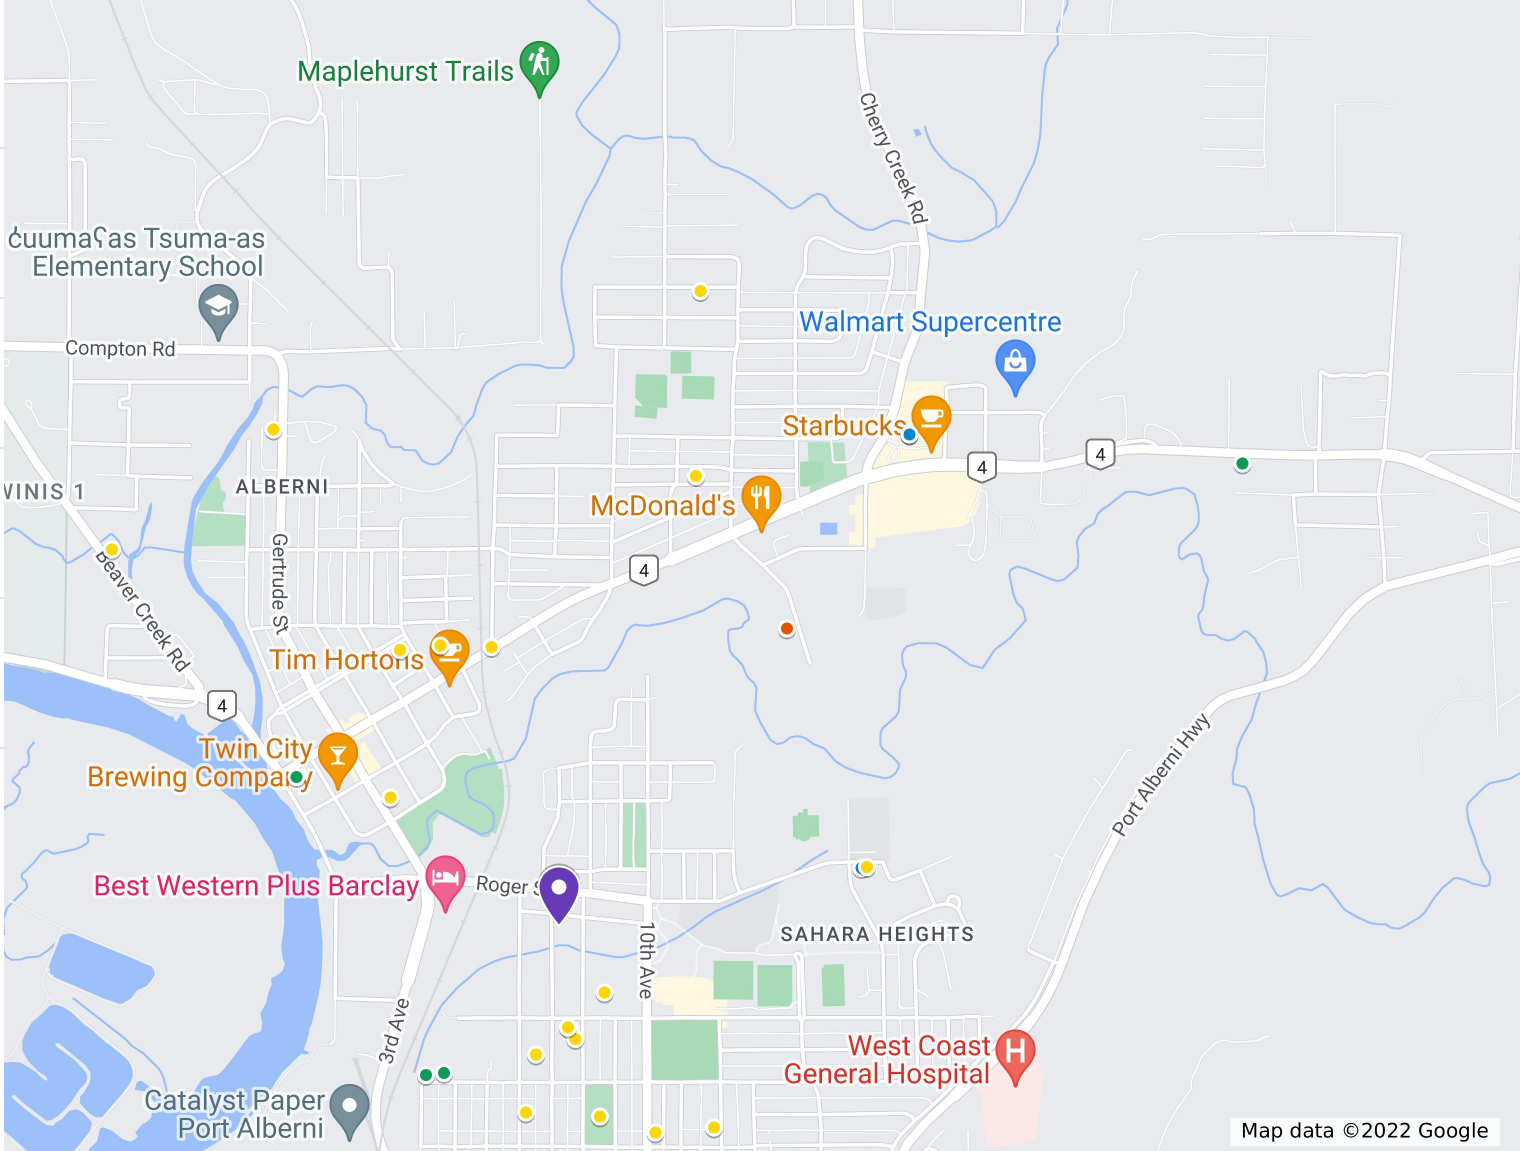 Maplehurst Trails
Cherry Creek Rd
c̓uumaʕas Tsuma-as
Elementary School
Walmart Supercentre
Compton Rd
Starbucks
4
4
WINIS 1
ALBERNI
McDonald's
Gertrude St
4
Beaver Creek Rd
Tim Hortons
4
Port Alberni Hwy
Twin City
Brewing Company
Best Western Plus Barclay
Roger S
10th Ave
SAHARA HEIGHTS
3rd Ave
West Coast
General Hospital
H
Catalyst Paper
Port Alberni
Map data ©2022 Google